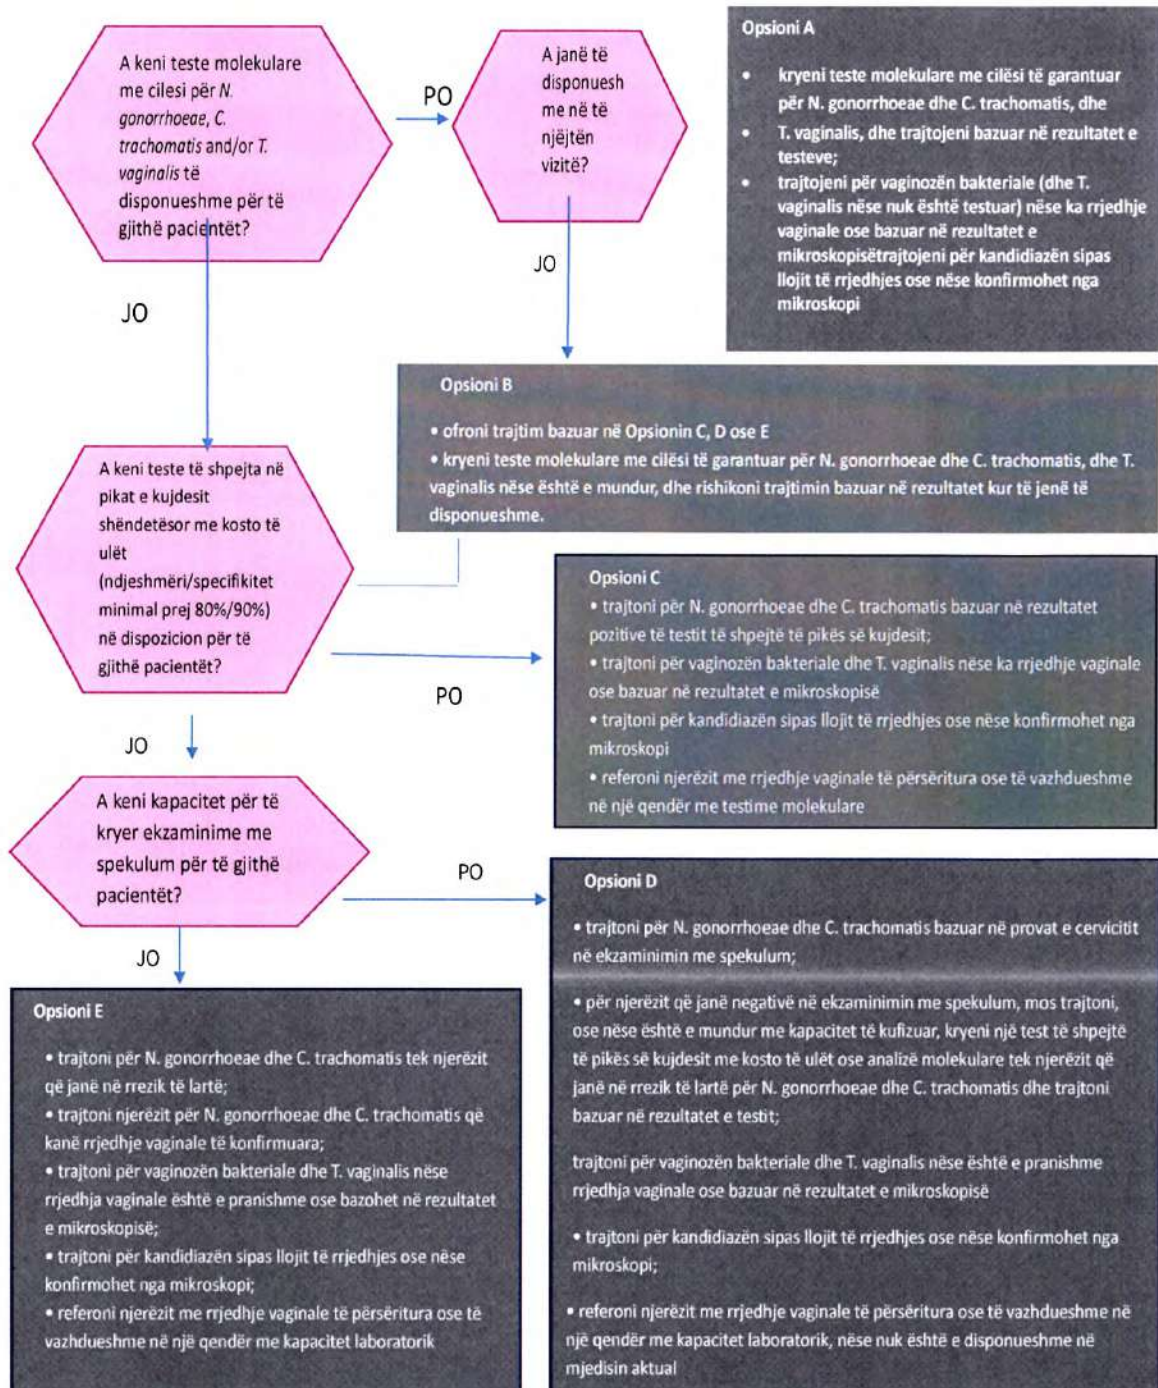 A keni teste molekulare
me cilesi për N.
gonorrhoeae, C.
trachomatis and/or T.
vaginalis të
disponueshme për të
gjithë pacientët?
PO
A janë të
disponuesh
me në të
njëjtën
vizitë?
Opsioni A
• kryeni teste molekulare me cilësi të garantuar
për N. gonorrhoeae dhe C. trachomatis, dhe
• T. vaginalis, dhe trajtojeni bazuar në rezultatet e
testeve;
• trajtojeni për vaginozën bakteriale (dhe T.
vaginalis nëse nuk është testuar) nëse ka rrjedhje
vaginale ose bazuar në rezultatet e
mikroskopisëtrajtojeni për kandidiazën sipas
llojit të rrjedhjes ose nëse konfirmohet nga
mikroskopi
JO
JO
Opsioni B
• ofroni trajtim bazuar në Opsionin C, D ose E
• kryeni teste molekulare me cilësi të garantuar për N. gonorrhoeae dhe C. trachomatis, dhe T.
vaginalis nëse është e mundur, dhe rishikoni trajtimin bazuar në rezultatet kur të jenë të
disponueshme.
A keni teste të shpejta në
pikat e kujdesit
shëndetësor me kosto të
ulët
(ndjeshmëri/specifikitet
minimal prej 80%/90%)
në dispozicion për të
gjithë pacientët?
PO
Opsioni C
• trajtoni për N. gonorrhoeae dhe C. trachomatis bazuar në rezultatet
pozitive të testit të shpejtë të pikës së kujdesit;
• trajtoni për vaginozën bakteriale dhe T. vaginalis nëse ka rrjedhje vaginale
ose bazuar në rezultatet e mikroskopisë
• trajtoni për kandidiazën sipas llojit të rrjedhjes ose nëse konfirmohet nga
mikroskopi
• referoni njerëzit me rrjedhje vaginale të përsëritura ose të vazhdueshme
në një qendër me testime molekulare
JO
A keni kapacitet për të
kryer ekzaminime me
spekulum për të gjithë
pacientët?
PO
JO
Opsioni D
• trajtoni për N. gonorrhoeae dhe C. trachomatis bazuar në provat e cervicitit
në ekzaminimin me spekulum;
• për njerëzit që janë negativë në ekzaminimin me spekulum, mos trajtoni,
ose nëse është e mundur me kapacitet të kufizuar, kryeni një test të shpejtë
të pikës së kujdesit me kosto të ulët ose analizë molekulare tek njerëzit që
janë në rrezik të lartë për N. gonorrhoeae dhe C. trachomatis dhe trajtoni
bazuar në rezultatet e testit;
trajtoni për vaginozën bakteriale dhe T. vaginalis nëse është e pranishme
rrjedhja vaginale ose bazuar në rezultatet e mikroskopisë
• trajtoni për kandidiazën sipas llojit të rrjedhjes ose nëse konfirmohet nga
mikroskopi;
• referoni njerëzit me rrjedhje vaginale të përsëritura ose të vazhdueshme në
një qendër me kapacitet laboratorik, nëse nuk është e disponueshme në
mjedisin aktual
Opsioni E
• trajtoni për N. gonorrhoeae dhe C. trachomatis tek njerëzit
që janë në rrezik të lartë;
• trajtoni njerëzit për N. gonorrhoeae dhe C. trachomatis që
kanë rrjedhje vaginale të konfirmuara;
• trajtoni për vaginozën bakteriale dhe T. vaginalis nëse
rrjedhja vaginale është e pranishme ose bazohet në rezultatet
e mikroskopisë;
• trajtoni për kandidiazën sipas llojit të rrjedhjes ose nëse
konfirmohet nga mikroskopi;
• referoni njerëzit me rrjedhje vaginale të përsëritura ose të
vazhdueshme në një qendër me kapacitet laboratorik